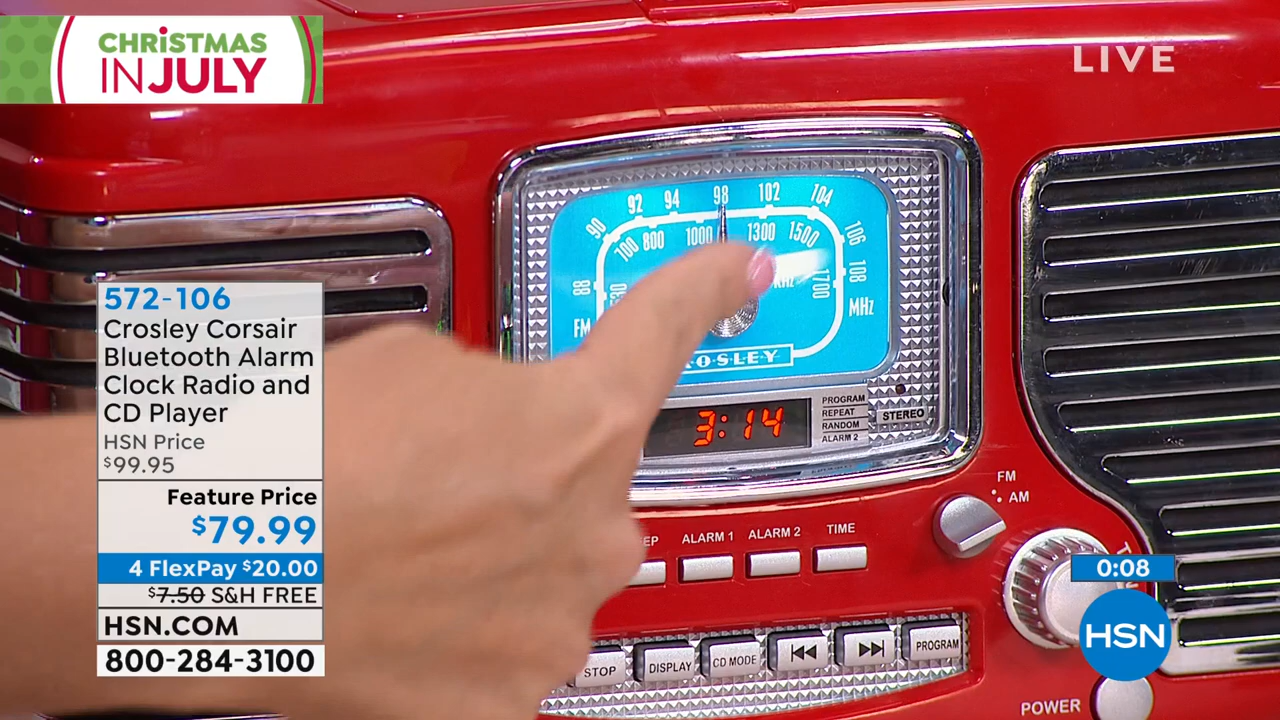 CHRiSTMAS
IN JULY
LIVE
572-106
Crosley Corsair
Bluetooth Alarm
Clock Radio and
CD Player
HSN Price
$99.95
Feature Price
$79.99
4 FlexPay $20.00
$7.50 S&H FREE
HSN.COM
800-284-3100
88 90 92 94 98 102 104 106 108
700 800 1000 1300 1500 1700
FM MHz
KHz
3:14
PROGRAM
REPEAT
RANDOM
ALARM 2
STEREO
FM
AM
ALARM 1 ALARM 2 TIME
0:08
HSN
STOP DISPLAY CD MODE PROGRAM
POWER